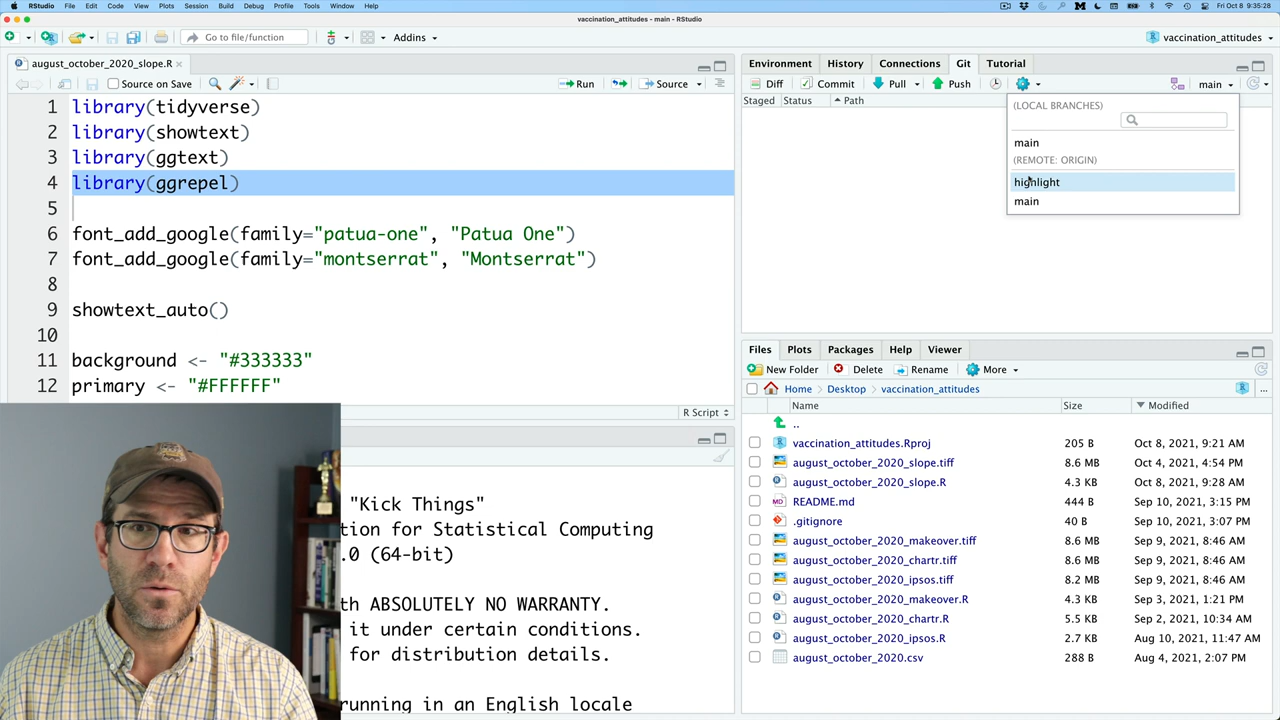 RStudio File Edit Code View Plots Session Build Debug Profile Tools Window Help Fri Oct 8 9:35:28
vaccination_attitudes - main - RStudio
Go to file/function Addins vaccination_attitudes
august_october_2020_slope.R
Source on Save Run Source
1 library(tidyverse)
2 library(showtext)
3 library(ggtext)
4 library(ggrepel)
5
6 font_add_google(family="patua-one", "Patua One")
7 font_add_google(family="montserrat", "Montserrat")
8
9 showtext_auto()
10
11 background <- "#333333"
12 primary <- "#FFFFFF"
R Script
"Kick Things"
tion for Statistical Computing
.0 (64-bit)
th ABSOLUTELY NO WARRANTY.
it under certain conditions.
for distribution details.
running in an English locale
Environment History Connections Git Tutorial
Diff Commit Pull Push main
Staged Status Path
(LOCAL BRANCHES)
main
(REMOTE: ORIGIN)
highlight
main
Files Plots Packages Help Viewer
New Folder Delete Rename More
Home Desktop vaccination_attitudes ...
Name Size Modified
..
vaccination_attitudes.Rproj 205 B Oct 8, 2021, 9:21 AM
august_october_2020_slope.tiff 8.6 MB Oct 4, 2021, 4:54 PM
august_october_2020_slope.R 4.3 KB Oct 8, 2021, 9:28 AM
README.md 444 B Sep 10, 2021, 3:15 PM
.gitignore 40 B Sep 10, 2021, 3:07 PM
august_october_2020_makeover.tiff 8.6 MB Sep 9, 2021, 8:46 AM
august_october_2020_chartr.tiff 8.6 MB Sep 9, 2021, 8:46 AM
august_october_2020_ipsos.tiff 8.2 MB Sep 9, 2021, 8:46 AM
august_october_2020_makeover.R 4.3 KB Sep 3, 2021, 1:21 PM
august_october_2020_chartr.R 5.5 KB Sep 2, 2021, 10:34 AM
august_october_2020_ipsos.R 2.7 KB Aug 10, 2021, 11:47 AM
august_october_2020.csv 288 B Aug 4, 2021, 2:07 PM